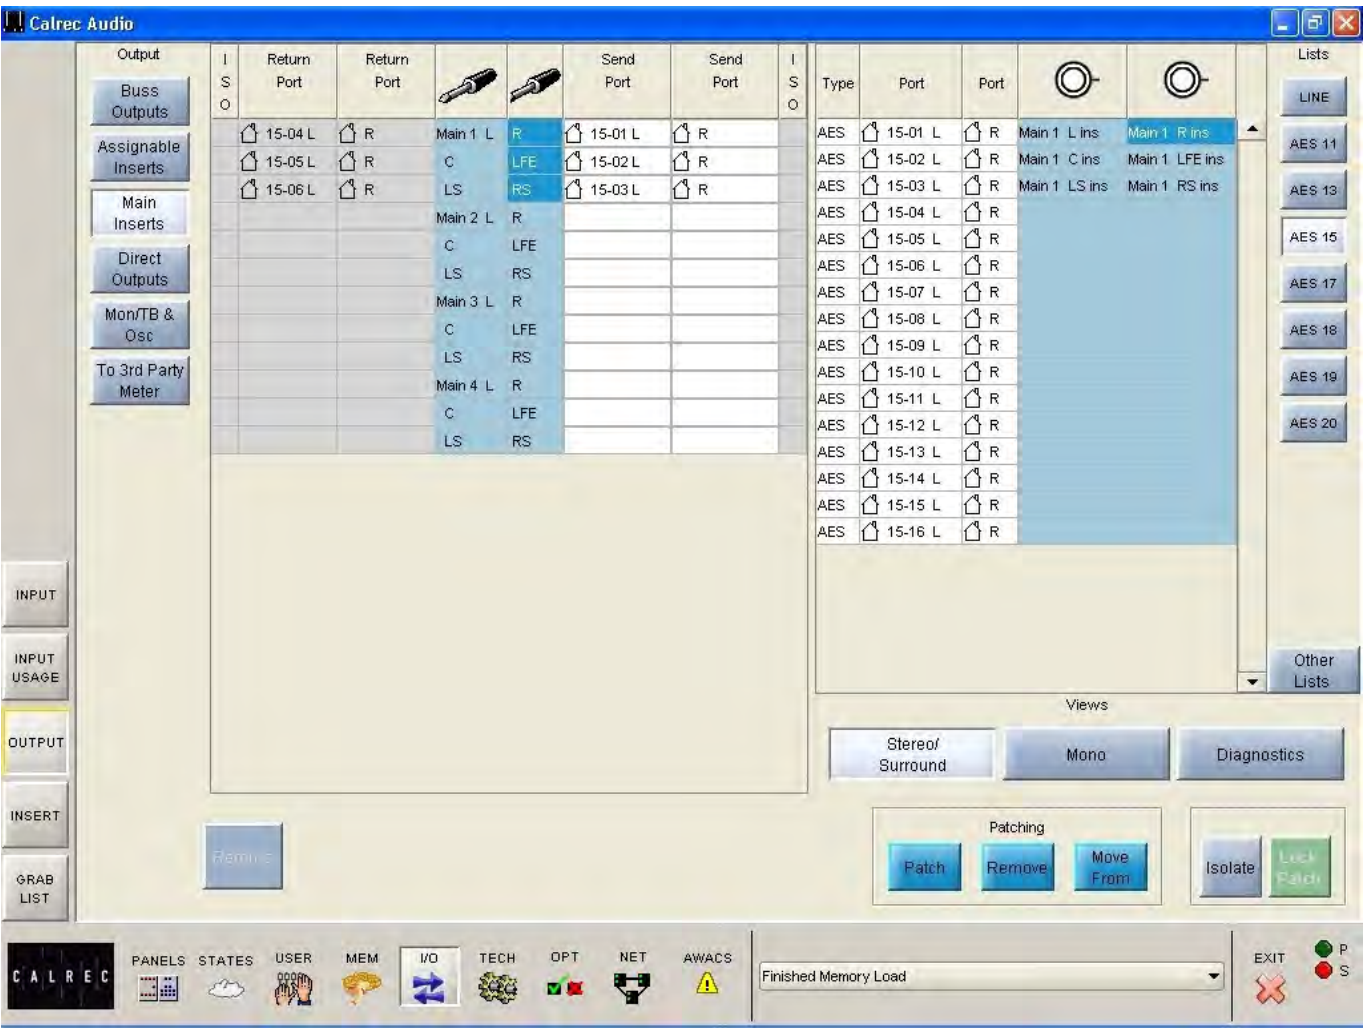 Calrec Audio
Output
Buss Outputs
Assignable Inserts
Main Inserts
Direct Outputs
Mon/TB & Osc
To 3rd Party Meter
I S O Return Port Return Port Send Port Send Port I S O
15-04 L R Main 1 L R 15-01 L R
15-05 L R C LFE 15-02 L R
15-06 L R LS RS 15-03 L R
Main 2 L R
C LFE
LS RS
Main 3 L R
C LFE
LS RS
Main 4 L R
C LFE
LS RS
Type Port Port
AES 15-01 L R Main 1 L ins Main 1 R ins
AES 15-02 L R Main 1 C ins Main 1 LFE ins
AES 15-03 L R Main 1 LS ins Main 1 RS ins
AES 15-04 L R
AES 15-05 L R
AES 15-06 L R
AES 15-07 L R
AES 15-08 L R
AES 15-09 L R
AES 15-10 L R
AES 15-11 L R
AES 15-12 L R
AES 15-13 L R
AES 15-14 L R
AES 15-15 L R
AES 15-16 L R
Lists
LINE
AES 11
AES 13
AES 15
AES 17
AES 18
AES 19
AES 20
Other Lists
INPUT
INPUT USAGE
OUTPUT
INSERT
GRAB LIST
Views
Stereo/ Surround
Mono
Diagnostics
Patching
Patch
Remove
Move From
Isolate
Lock Patch
Remove
CALREC
PANELS STATES USER MEM I/O TECH OPT NET AWACS
Finished Memory Load
EXIT
P
S